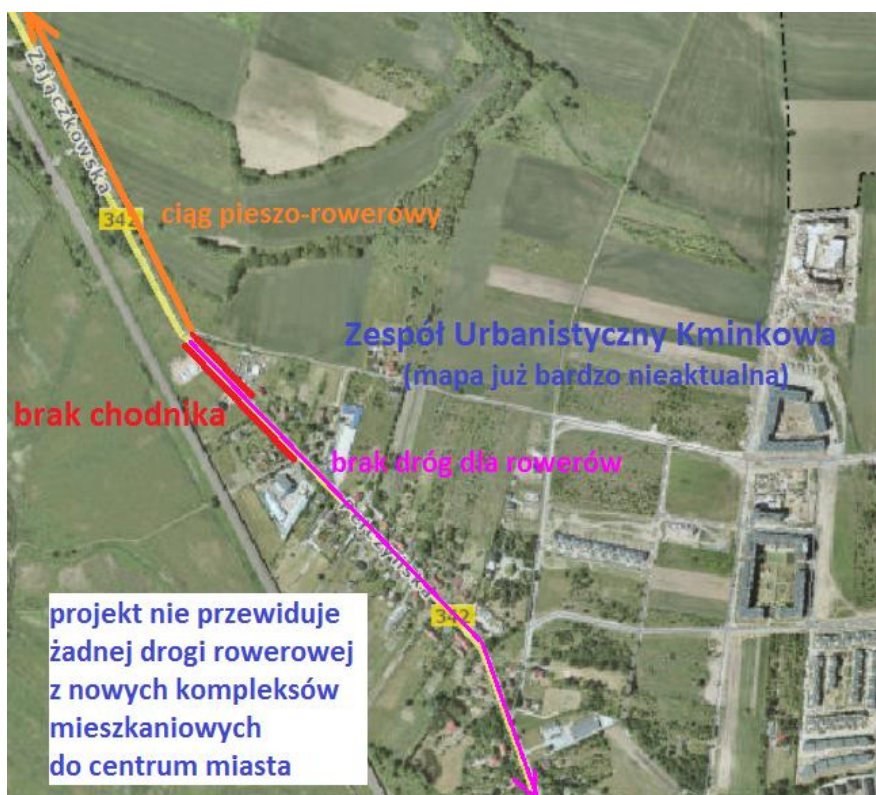 Zajączkowska
342
ciąg pieszo-rowerowy
Zespół Urbanistyczny Kminkowa
(mapa już bardzo nieaktualna)
brak chodnika
brak dróg dla rowerów
342
projekt nie przewiduje
żadnej drogi rowerowej
z nowych kompleksów
mieszkaniowych
do centrum miasta